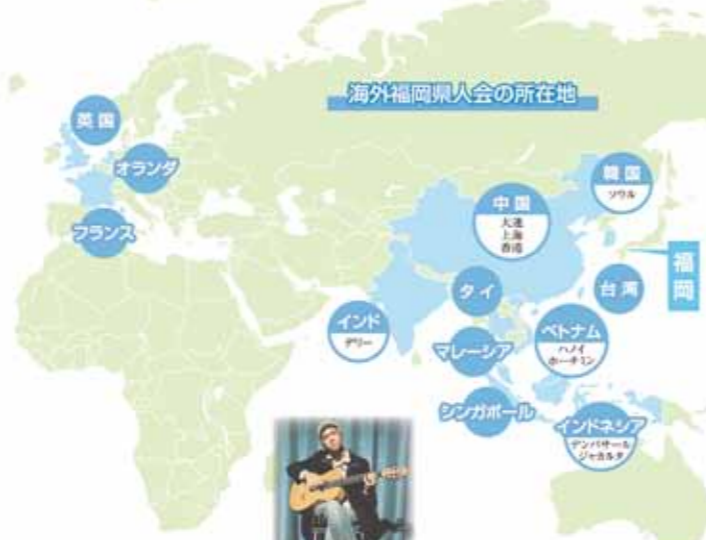 海外福岡県人会の所在地
英国
オランダ
フランス
韓国
ソウル
中国
大連
上海
香港
福岡
タイ
台湾
インド
デリー
マレーシア
ベトナム
ハノイ
ホーチミン
シンガポール
インドネシア
デンパサール
ジャカルタ